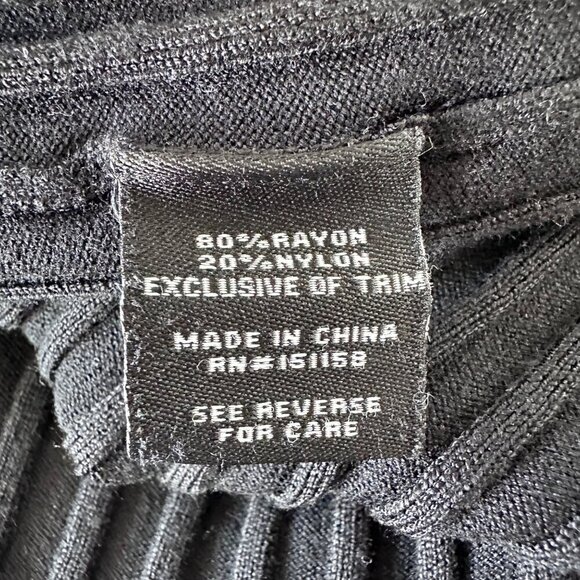 80% RAYON
20% NYLON
EXCLUSIVE OF TRIM
MADE IN CHINA
RN#151158
SEE REVERSE
FOR CARE